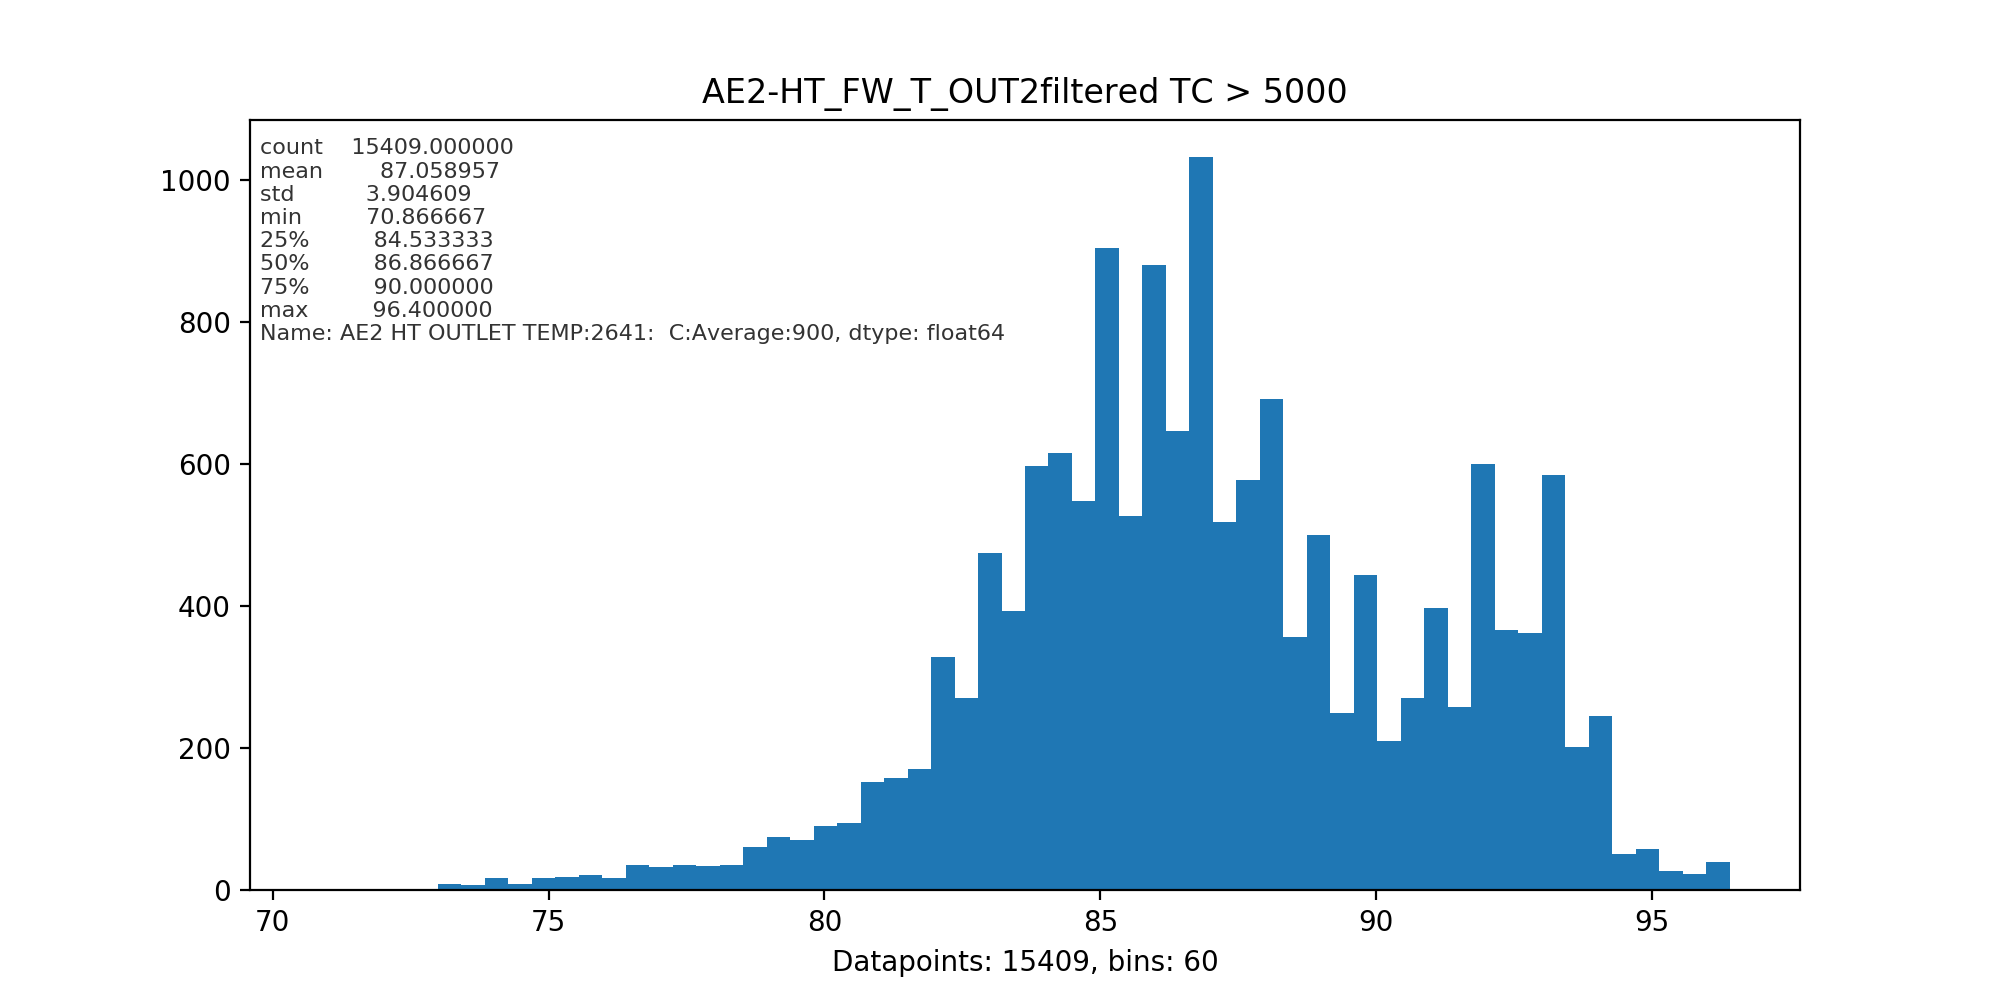 AE2-HT_FW_T_OUT2filtered TC > 5000
count 15409.000000
mean 87.058957
std 3.904609
min 70.866667
25% 84.533333
50% 86.866667
75% 90.000000
max 96.400000
Name: AE2 HT OUTLET TEMP:2641:  C:Average:900, dtype: float64
1000
800
600
400
200
0
70 75 80 85 90 95
Datapoints: 15409, bins: 60